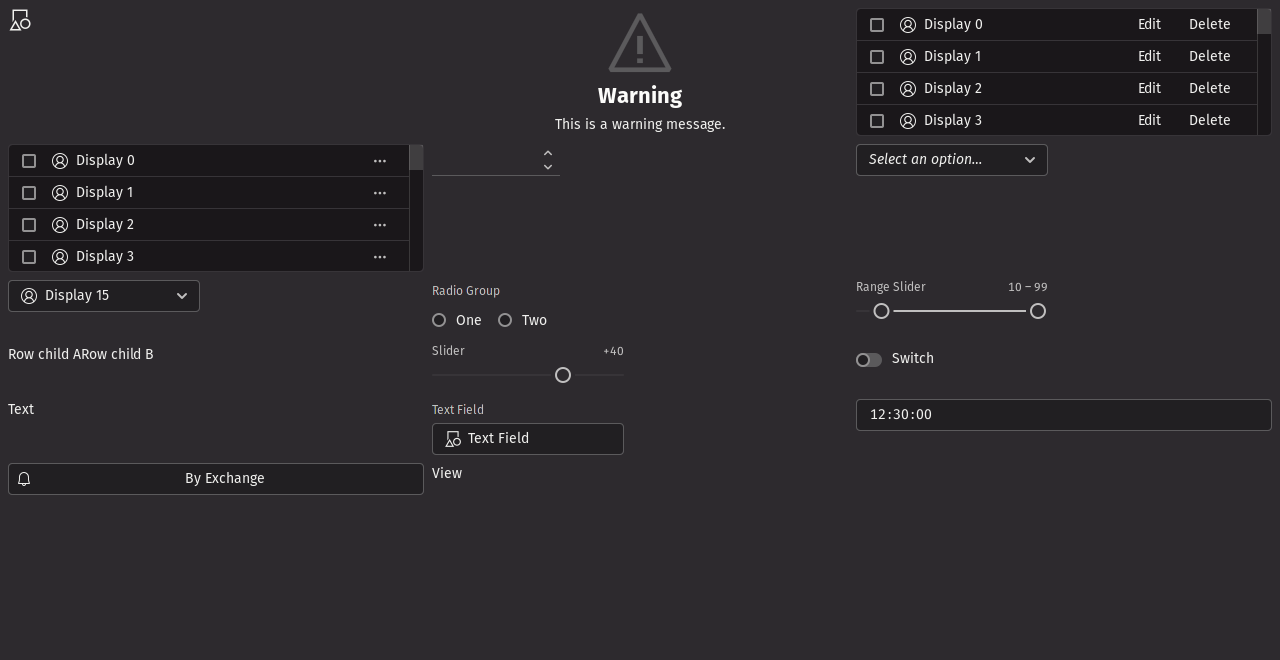 Warning
This is a warning message.
Display 0 Edit Delete
Display 1 Edit Delete
Display 2 Edit Delete
Display 3 Edit Delete
Display 0
Display 1
Display 2
Display 3
Select an option...
Display 15
Radio Group
One Two
Range Slider 10 – 99
Row child ARow child B
Slider +40
Switch
Text
Text Field
Text Field
12:30:00
By Exchange
View